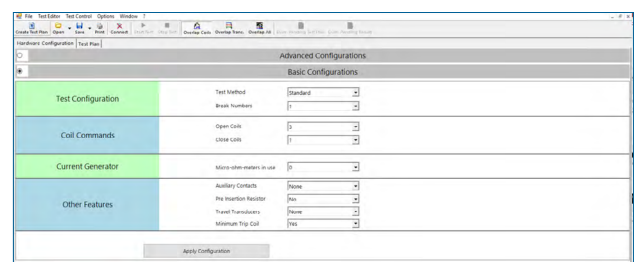 File Test Editor Test Control Options Window ?
Create Test Plan Open Save Print Connect Start Test Stop Test Overlap Coils Overlap Trans. Overlap All
Hardware Configuration Test Plan
Advanced Configurations
Basic Configurations
Test Configuration
Test Method Standard
Break Numbers 1
Coil Commands
Open Coils 3
Close Coils 1
Current Generator
Micro-ohm-meters in use 0
Other Features
Auxiliary Contacts None
Pre Insertion Resistor No
Travel Transducers None
Minimum Trip Coil Yes
Apply Configuration